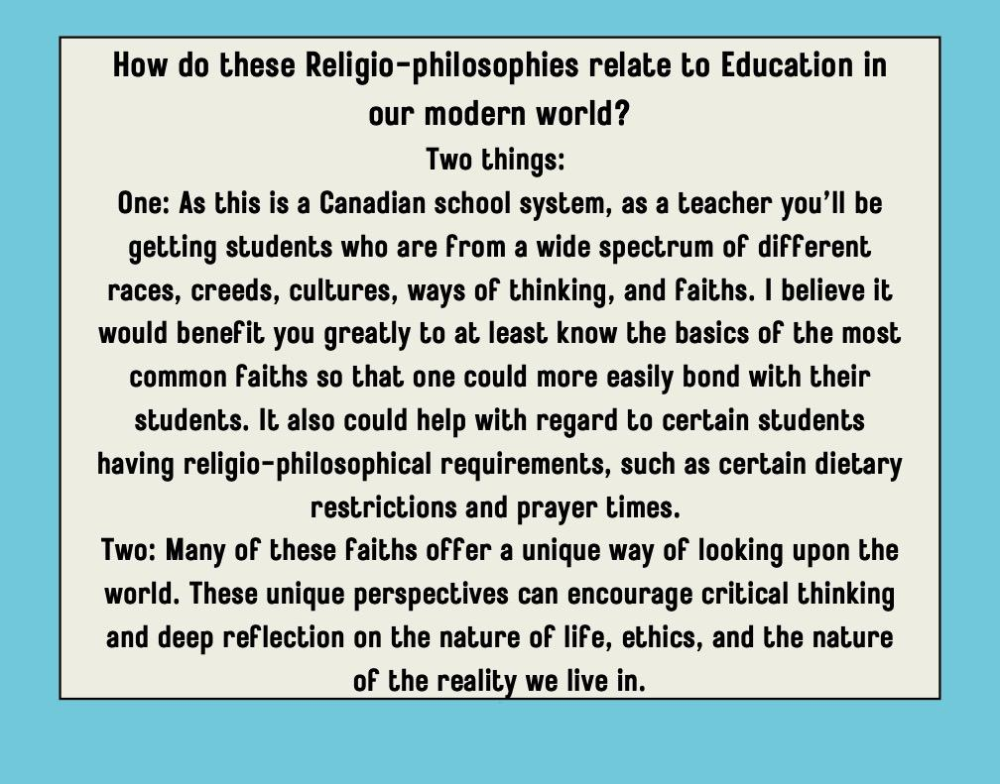 How do these Religio-philosophies relate to Education in
our modern world?
Two things:
One: As this is a Canadian school system, as a teacher you'll be
getting students who are from a wide spectrum of different
races, creeds, cultures, ways of thinking, and faiths. I believe it
would benefit you greatly to at least know the basics of the most
common faiths so that one could more easily bond with their
students. It also could help with regard to certain students
having religio-philosophical requirements, such as certain dietary
restrictions and prayer times.
Two: Many of these faiths offer a unique way of looking upon the
world. These unique perspectives can encourage critical thinking
and deep reflection on the nature of life, ethics, and the nature
of the reality we live in.